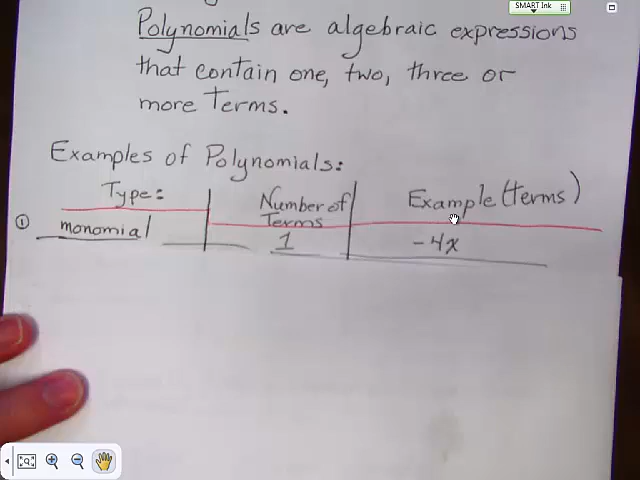 SMART Ink
Polynomials are algebraic expressions
that contain one, two, three or
more Terms.
Examples of Polynomials:
Type: Number of Terms Example (terms)
① monomial 1 -4x